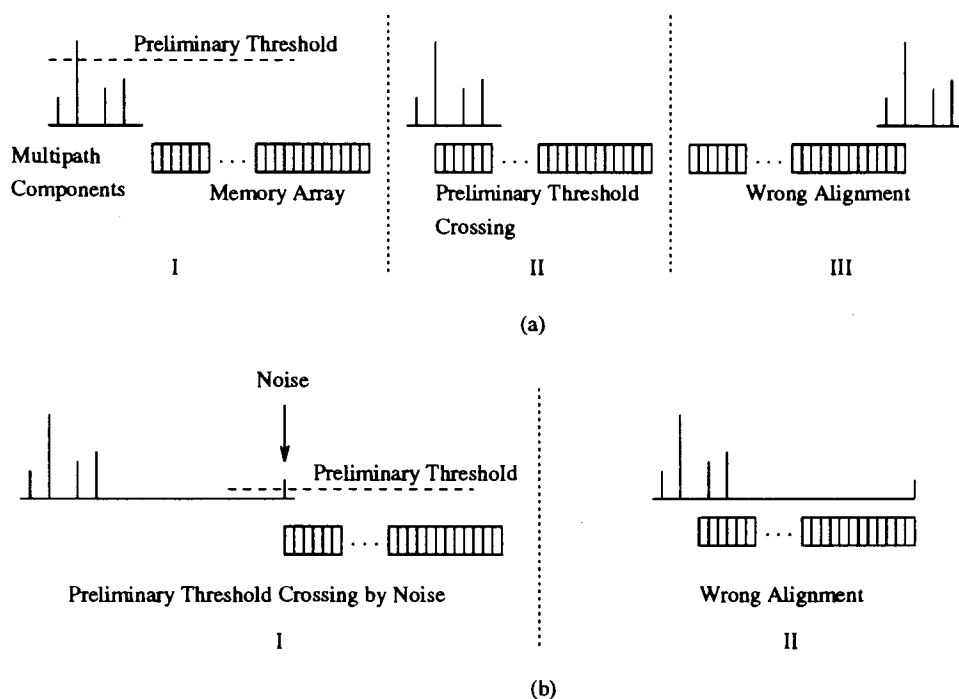 Preliminary Threshold
Multipath
Components
...
Memory Array
I
...
Preliminary Threshold
Crossing
II
...
Wrong Alignment
III
(a)
Noise
Preliminary Threshold
...
Preliminary Threshold Crossing by Noise
I
...
Wrong Alignment
II
(b)